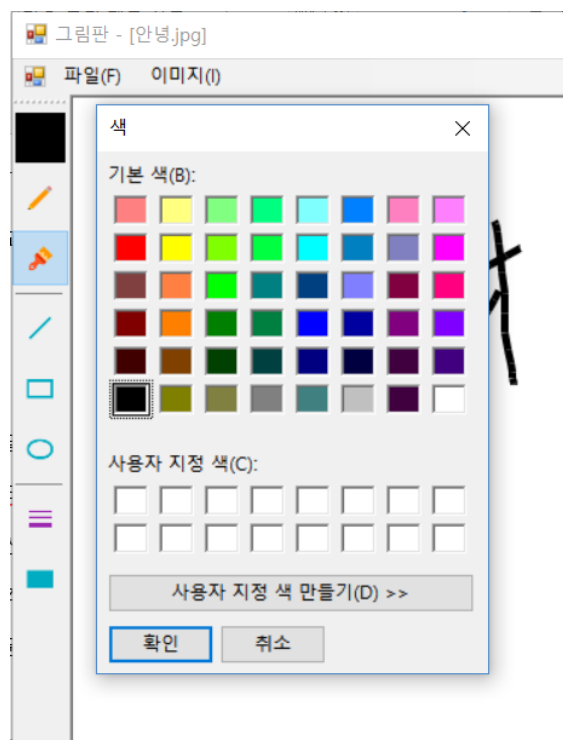 그림판 - [안녕.jpg]
파일(F) 이미지(I)
색
기본 색(B):
사용자 지정 색(C):
사용자 지정 색 만들기(D) >>
확인 취소